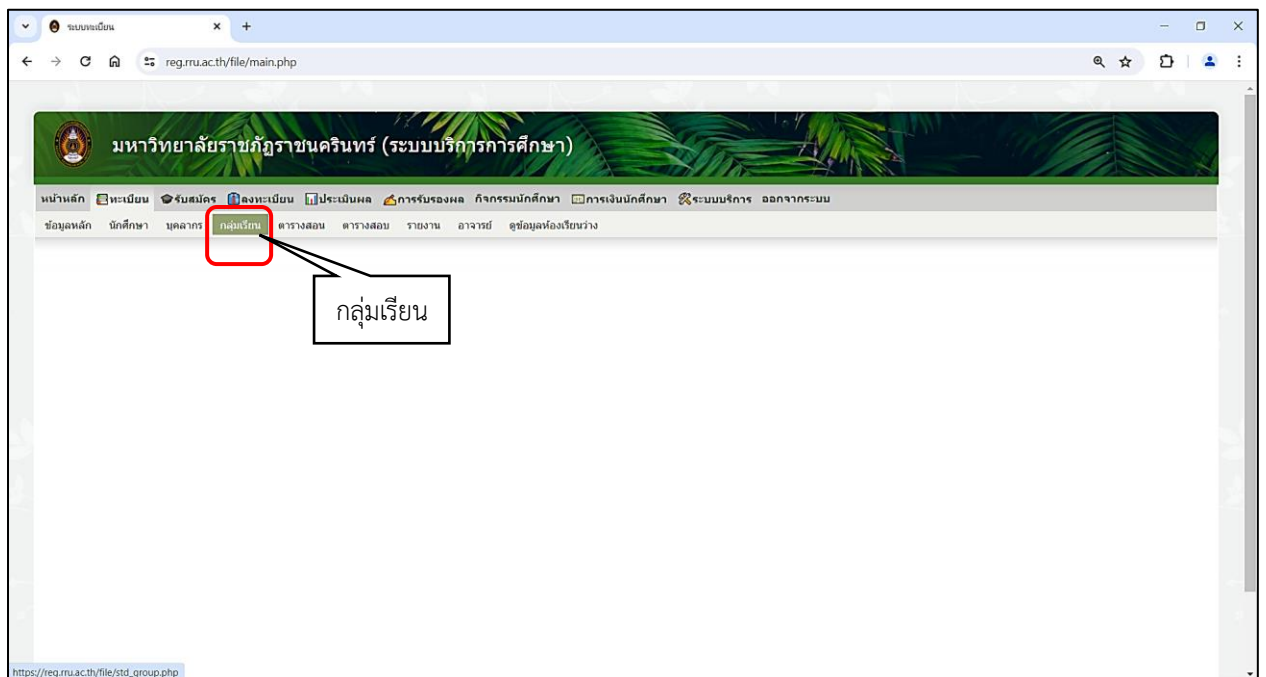 ระบบทะเบียน
reg.rru.ac.th/file/main.php
มหาวิทยาลัยราชภัฏราชนครินทร์ (ระบบบริการการศึกษา)
หน้าหลัก ทะเบียน รับสมัคร ลงทะเบียน ประเมินผล การรับรองผล กิจกรรมนักศึกษา การเงินนักศึกษา ระบบบริการ ออกจากระบบ
ข้อมูลหลัก นักศึกษา บุคลากร กลุ่มเรียน ตารางสอน ตารางสอบ รายงาน อาจารย์ ดูข้อมูลห้องเรียนว่าง
กลุ่มเรียน
https://reg.rru.ac.th/file/std_group.php